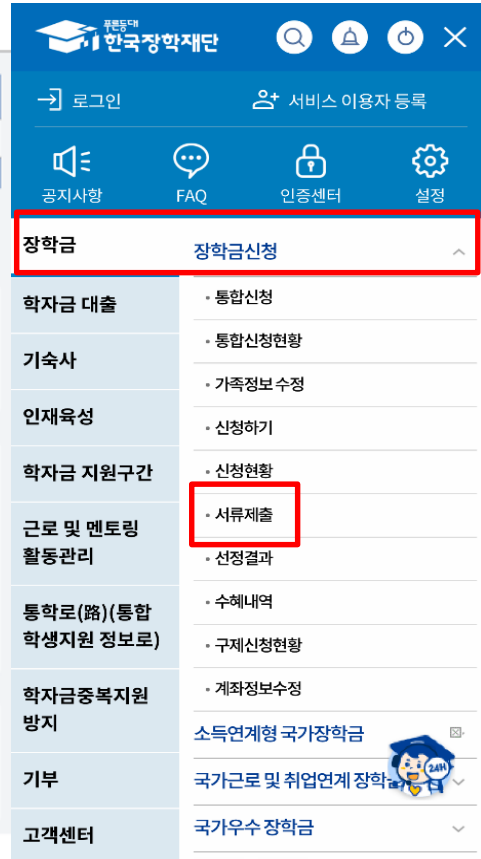 푸른등대
한국장학재단
로그인
서비스 이용자 등록
공지사항
FAQ
인증센터
설정
장학금
장학금신청
통합신청
통합신청현황
가족정보 수정
신청하기
신청현황
서류제출
선정결과
수혜내역
구제신청현황
계좌정보수정
소득연계형 국가장학금
국가근로 및 취업연계 장학
국가우수 장학금
학자금 대출
기숙사
인재육성
학자금 지원구간
근로 및 멘토링
활동관리
통학로(路)(통합
학생지원 정보로)
학자금중복지원
방지
기부
고객센터
24H